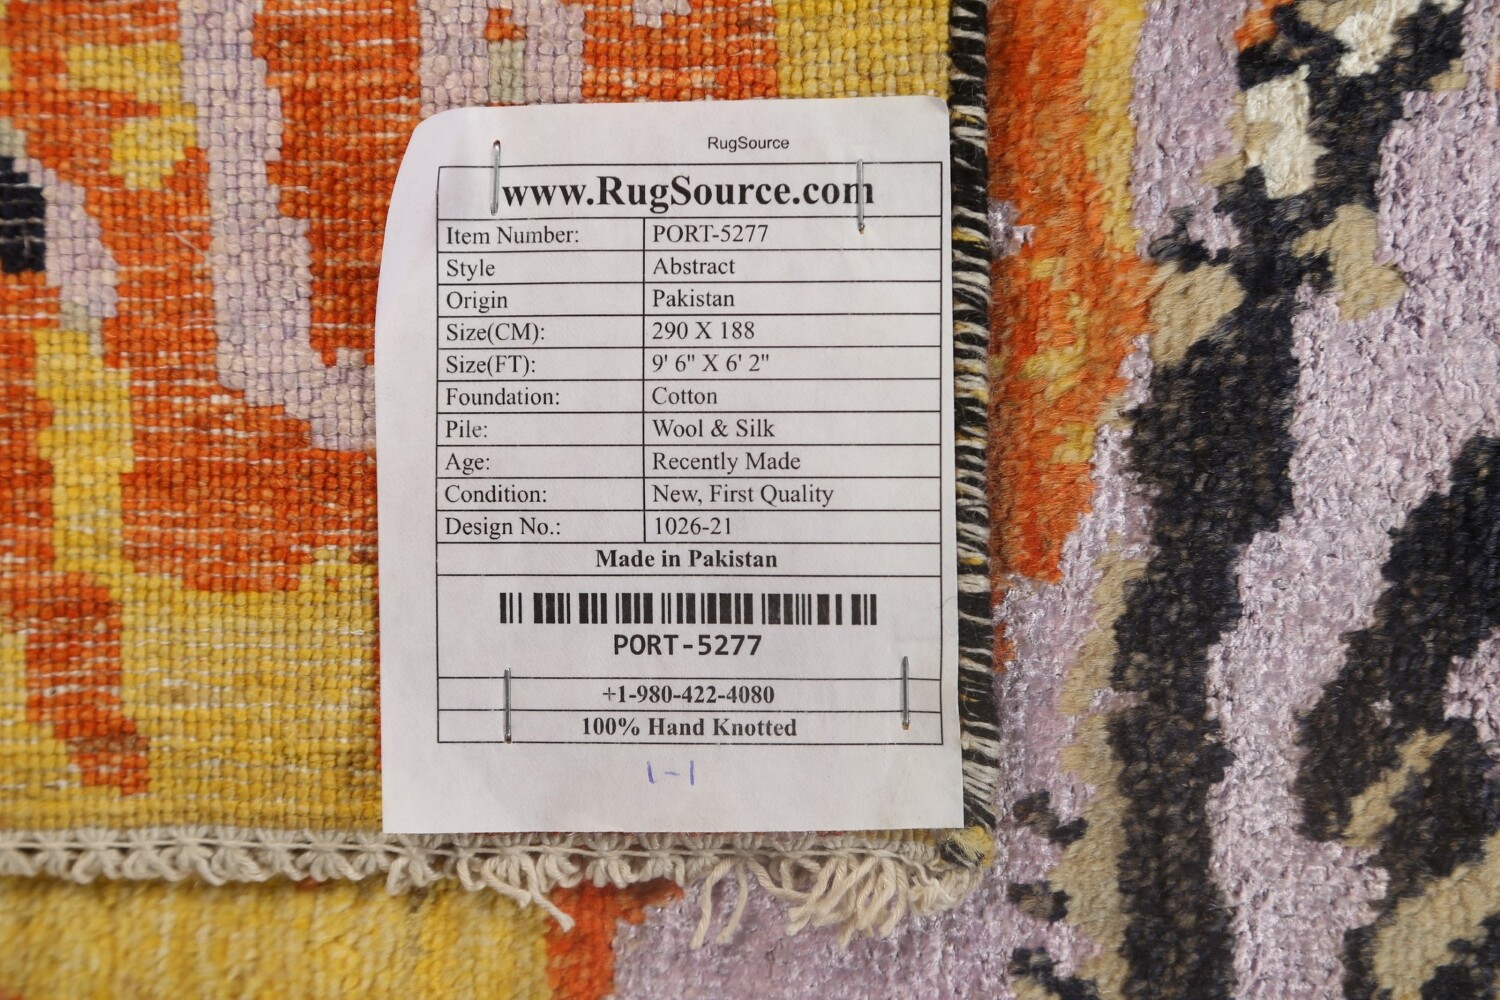 RugSource
www.RugSource.com
Item Number: PORT-5277
Style Abstract
Origin Pakistan
Size(CM): 290 X 188
Size(FT): 9' 6" X 6' 2"
Foundation: Cotton
Pile: Wool & Silk
Age: Recently Made
Condition: New, First Quality
Design No.: 1026-21
Made in Pakistan
PORT-5277
+1-980-422-4080
100% Hand Knotted
1-1